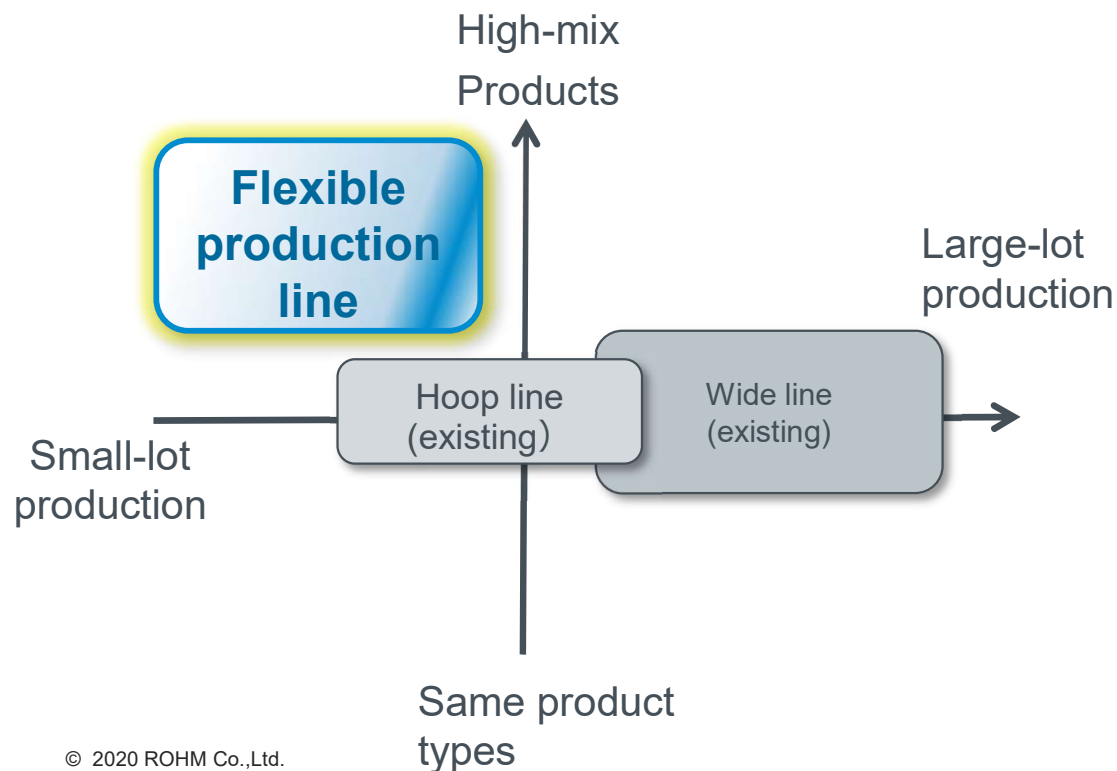 High-mix
Products
Flexible
production
line
Large-lot
production
Hoop line
(existing）
Wide line
(existing)
Small-lot
production
Same product
types
© 2020 ROHM Co.,Ltd.